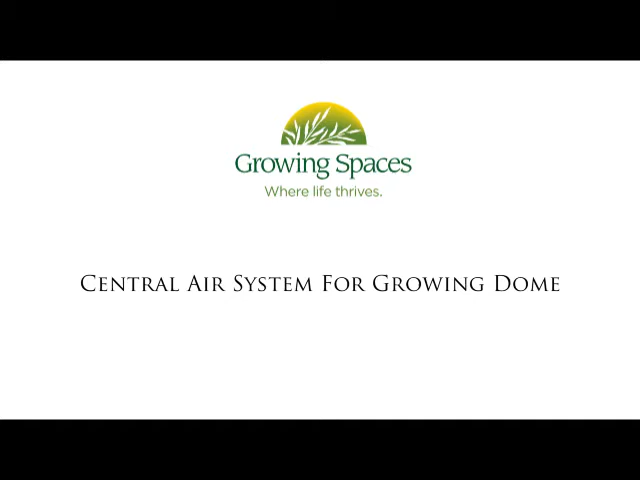 Growing Spaces
Where life thrives.
Central Air System For Growing Dome